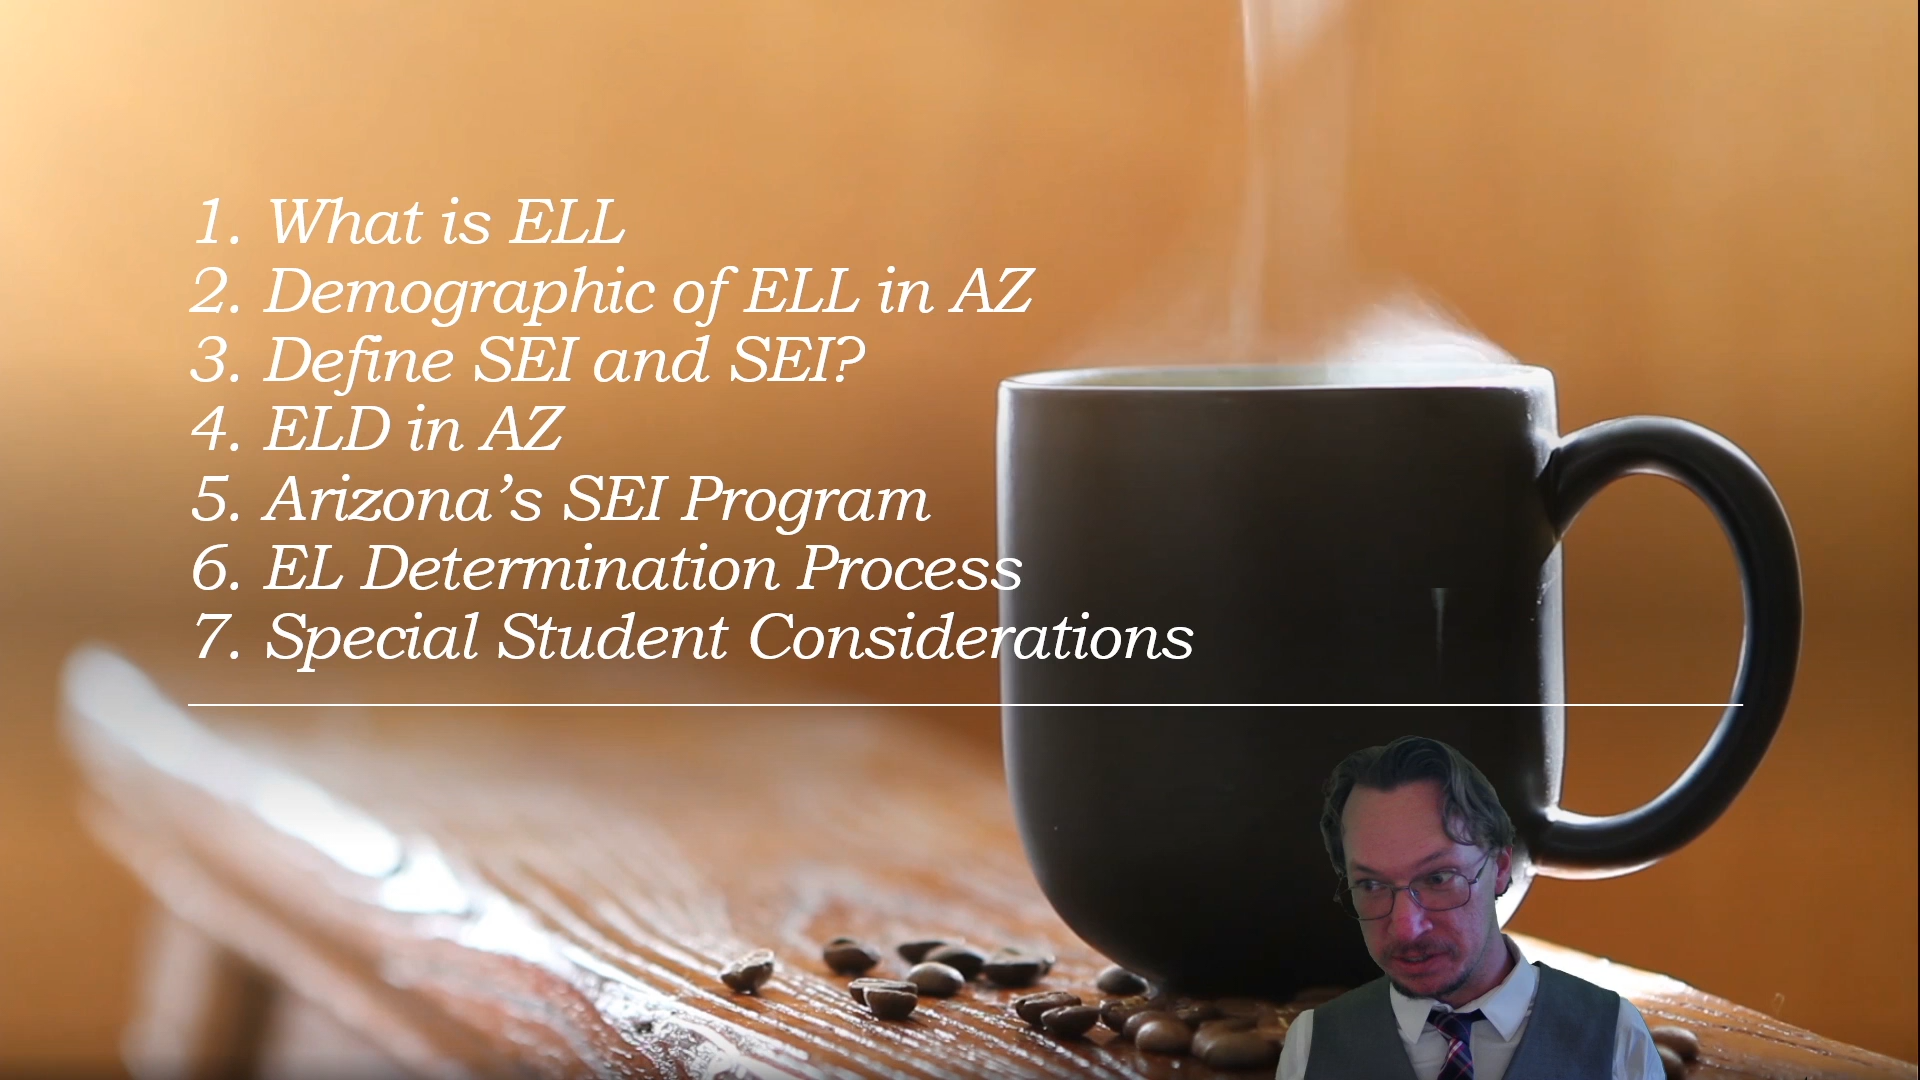 1. What is ELL
2. Demographic of ELL in AZ
3. Define SEI and SEI?
4. ELD in AZ
5. Arizona’s SEI Program
6. EL Determination Process
7. Special Student Considerations